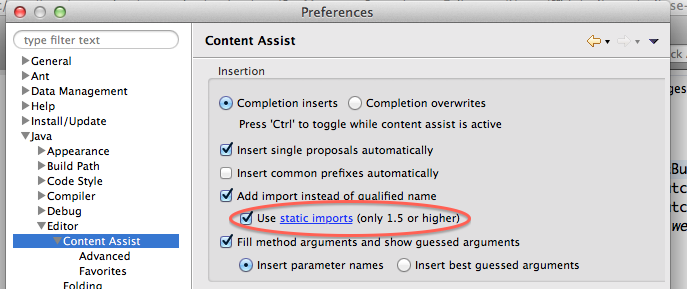 Preferences
type filter text
General
Ant
Data Management
Help
Install/Update
Java
Appearance
Build Path
Code Style
Compiler
Debug
Editor
Content Assist
Advanced
Favorites
Folding
Content Assist
Insertion
Completion inserts Completion overwrites
Press 'Ctrl' to toggle while content assist is active
Insert single proposals automatically
Insert common prefixes automatically
Add import instead of qualified name
Use static imports (only 1.5 or higher)
Fill method arguments and show guessed arguments
Insert parameter names Insert best guessed arguments